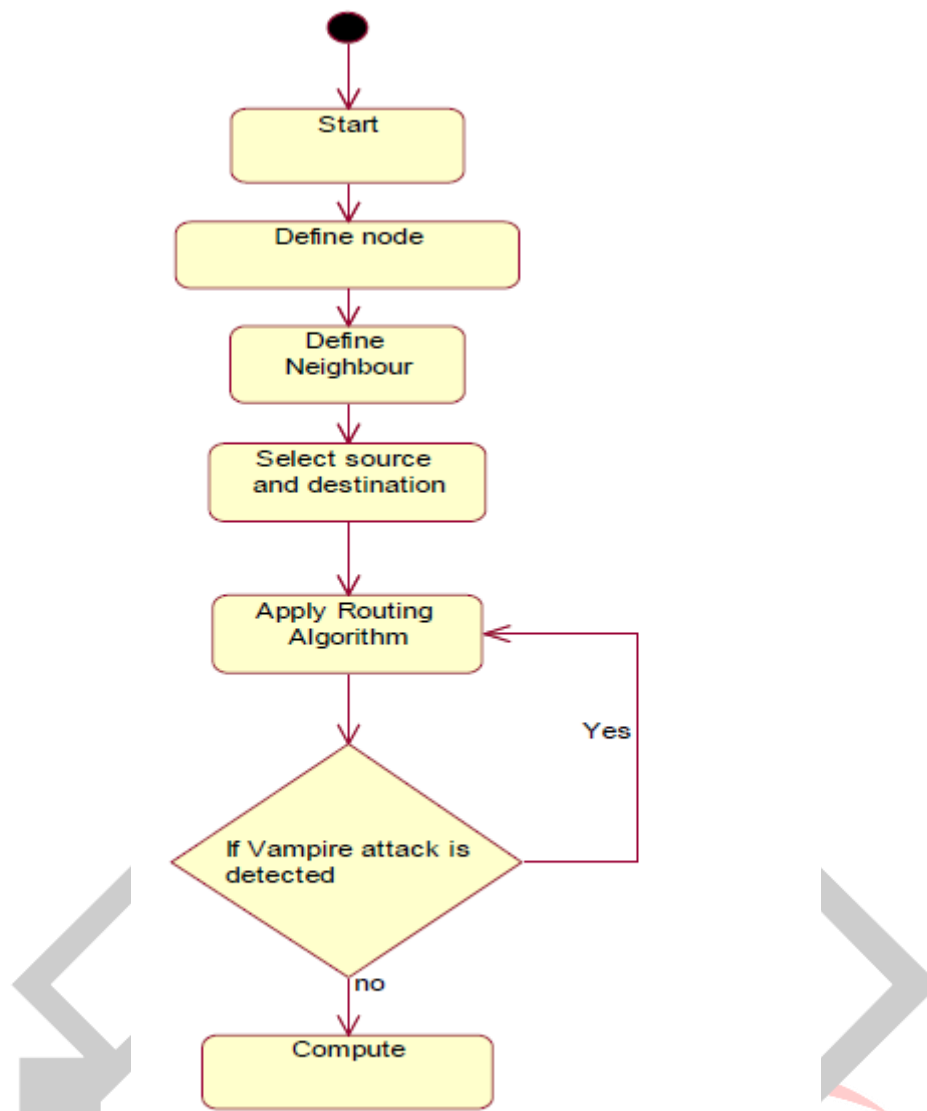 Start
Define node
Define
Neighbour
Select source
and destination
Apply Routing
Algorithm
Yes
If Vampire attack is
detected
no
Compute